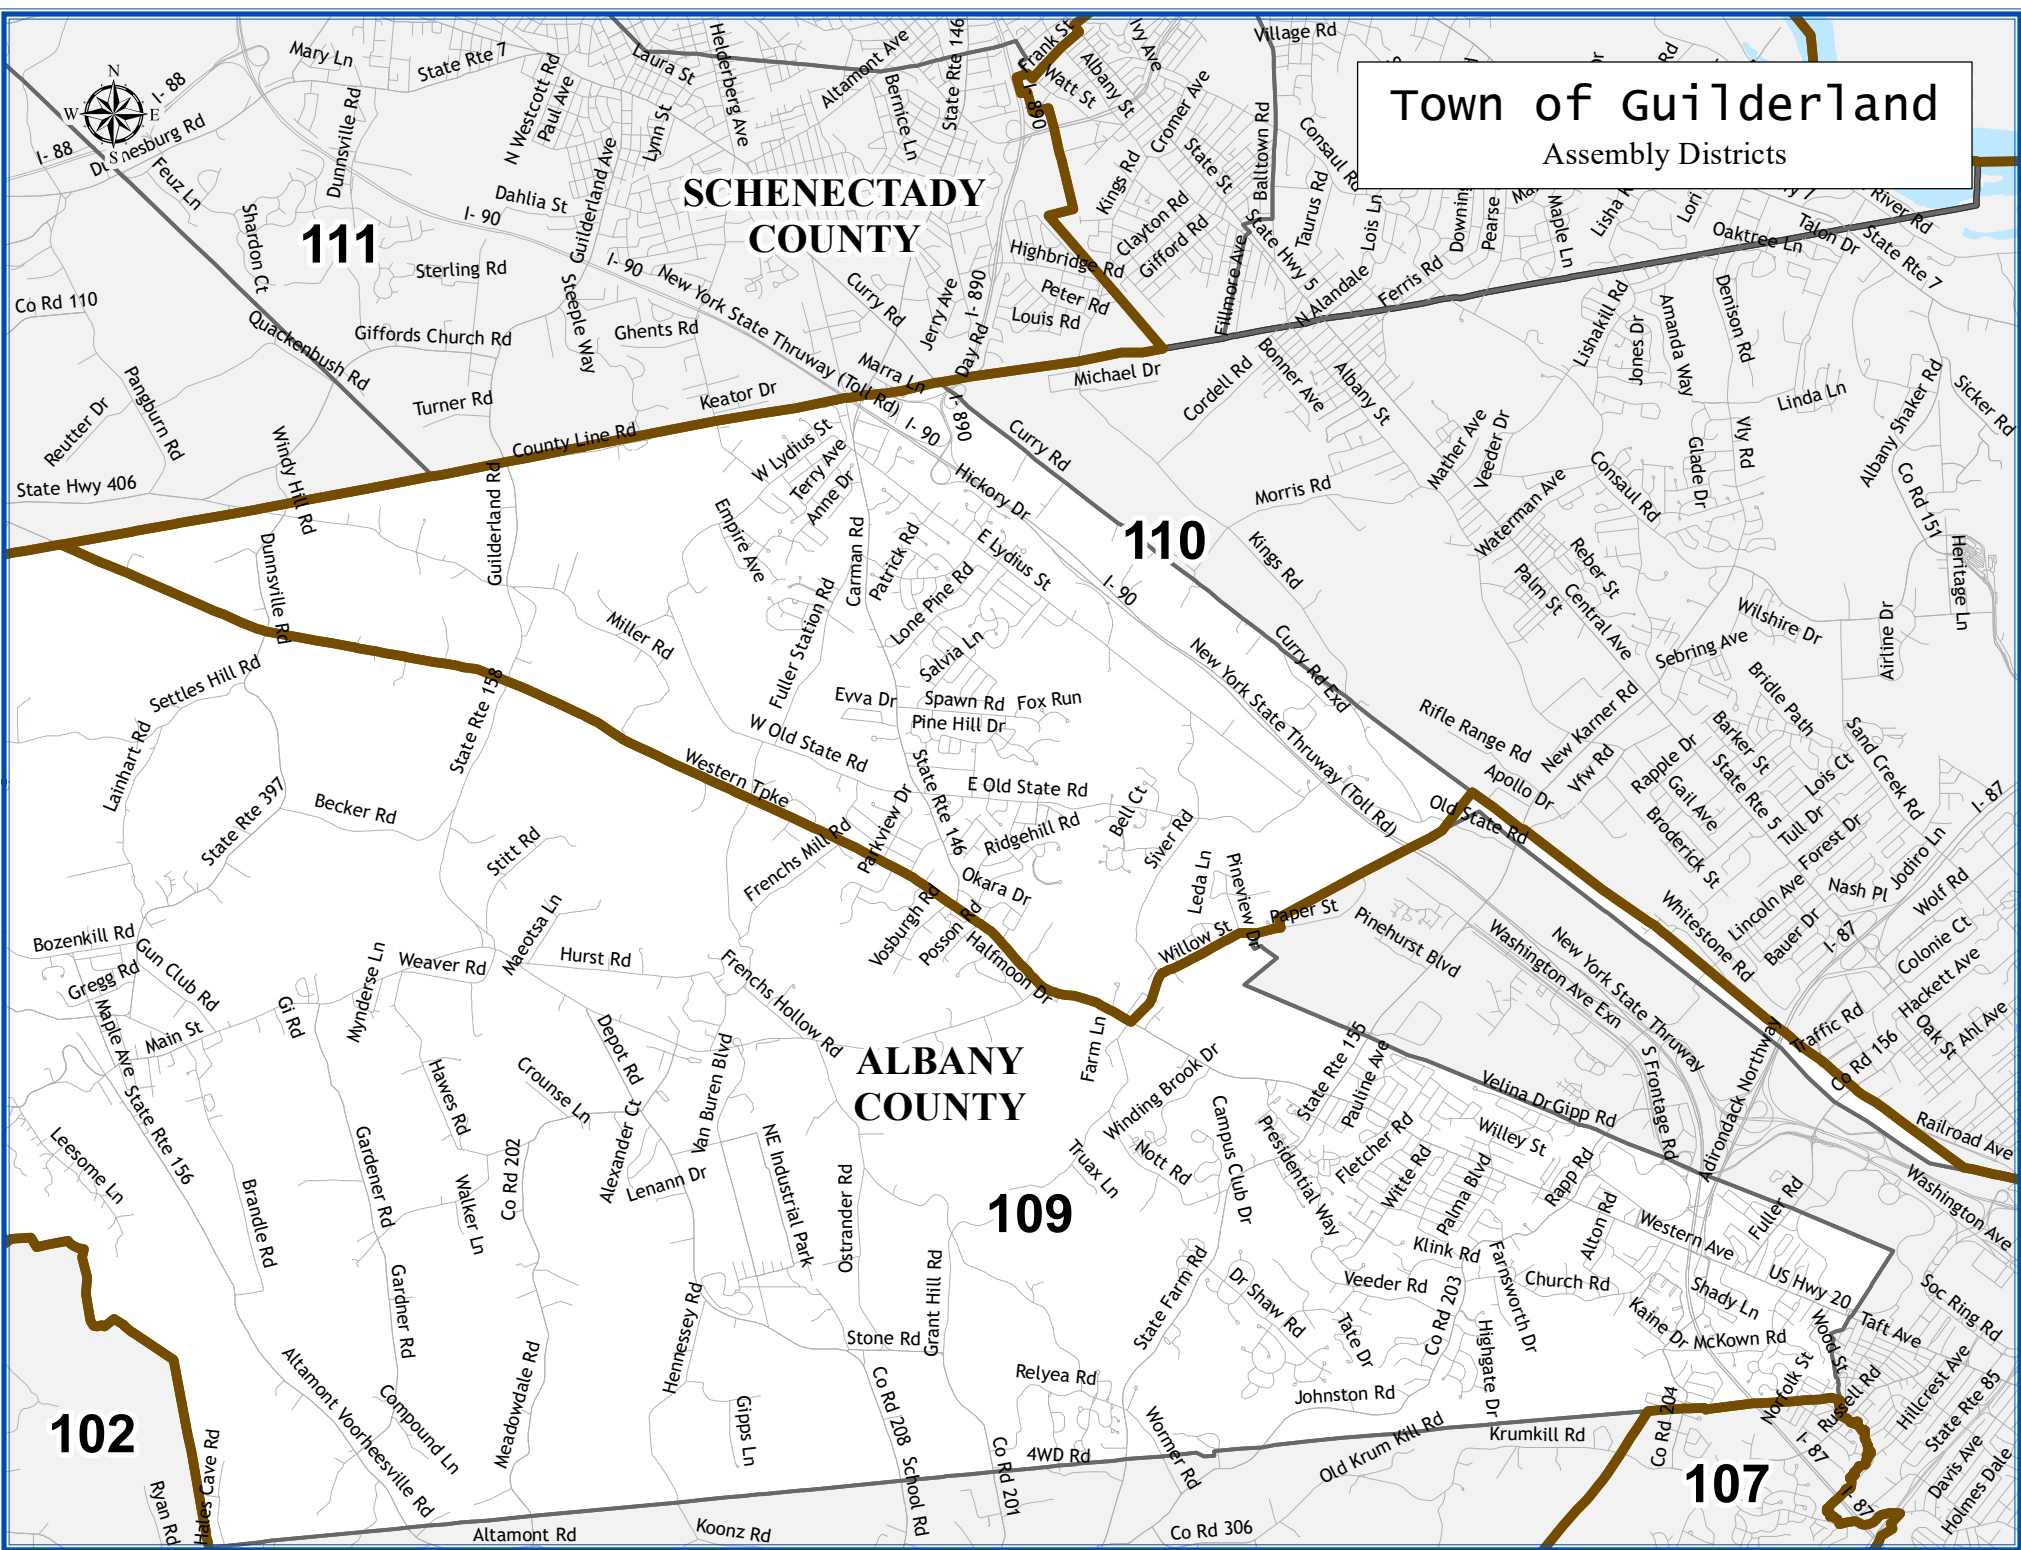 Town of Guilderland
Assembly Districts
N
W
E
S
SCHENECTADY
COUNTY
ALBANY
COUNTY
111
110
109
102
107
I- 88
I- 88
Mary Ln
State Rte 7
Dunnsville Rd
N Westcott Rd
Paul Ave
Laura St
Lynn St
Helderberg Ave
Altamont Ave
Bernice Ln
State Rte 146
Frank St
Watt St
Albany St
Ivy Ave
I- 890
Cromer Ave
Kings Rd
State St
Village Rd
Balltown Rd
Consaul Rd
Taurus Rd
Lois Ln
Pearse
Maple Ln
Oaktree Ln
Talon Dr
River Rd
State Rte 7
Feuz Ln
Shardon Ct
Dahlia St
I- 90
Guilderland Ave
Sterling Rd
Steeple Way
I- 90
New York State Thruway (Toll Rd)
Curry Rd
Jerry Ave
I- 890
Day Rd
Highbridge Rd
Peter Rd
Louis Rd
Clayton Rd
Gifford Rd
Fillmore Ave
State Hwy 5
N Alandale
Ferris Rd
Co Rd 110
Quackenbush Rd
Giffords Church Rd
Ghents Rd
Turner Rd
Keator Dr
Marra Ln
Michael Dr
Cordell Rd
Bonner Ave
Albany St
Lishakill Rd
Jones Dr
Amanda Way
Denison Rd
Linda Ln
Albany Shaker Rd
Sicker Rd
Reutter Dr
Pangburn Rd
State Hwy 406
Windy Hill Rd
County Line Rd
Guilderland Rd
Dunnsville Rd
W Lydius St
Terry Ave
Anne Dr
Empire Ave
Carman Rd
Patrick Rd
I- 90
I- 890
Curry Rd
Hickory Dr
E Lydius St
Lone Pine Rd
I- 90
Morris Rd
Kings Rd
Mather Ave
Veeder Dr
Waterman Ave
Consaul Rd
Glade Dr
Vly Rd
Co Rd 151
Heritage Ln
Reber St
Palm St
Central Ave
Wilshire Dr
Sebring Ave
Airline Dr
Settles Hill Rd
Lainhart Rd
State Rte 158
Miller Rd
Fuller Station Rd
Salvia Ln
Evva Dr
Spawn Rd
Fox Run
Pine Hill Dr
W Old State Rd
E Old State Rd
Western Tpke
State Rte 146
Parkview Dr
Frenchs Mill Rd
Ridgehill Rd
Bell Ct
Siver Rd
Okara Dr
Vosburgh Rd
Posson Rd
Halfmoon Dr
Curry Rd Exd
New York State Thruway (Toll Rd)
Rifle Range Rd
New Karner Rd
Apollo Dr
Vfw Rd
Old State Rd
Bridle Path
Barker St
Rapple Dr
Gail Ave
State Rte 5
Lois Ct
Tull Dr
Broderick St
Forest Dr
Sand Creek Rd
I- 87
Jodiro Ln
Nash Pl
Lincoln Ave
Bauer Dr
I- 87
Wolf Rd
Colonie Ct
Hackett Ave
Whitestone Rd
Traffic Rd
Co Rd 156
Oak St
Ahl Ave
Railroad Ave
Washington Ave
State Rte 397
Becker Rd
Stitt Rd
Bozenkill Rd
Gregg Rd
Gun Club Rd
Main St
Maple Ave
State Rte 156
Gi Rd
Mynderse Ln
Weaver Rd
Maeotsa Ln
Hurst Rd
Frenchs Hollow Rd
Depot Rd
Crounse Ln
Hawes Rd
Van Buren Blvd
Alexander Ct
Lenann Dr
NE Industrial Park
Ostrander Rd
Co Rd 202
Gardener Rd
Walker Ln
Brandle Rd
Leesome Ln
Leda Ln
Pineview Dr
Willow St
Paper St
Pinehurst Blvd
Washington Ave Exn
New York State Thruway
Farm Ln
Winding Brook Dr
Nott Rd
Truax Ln
Campus Club Dr
State Rte 155
Pauline Ave
Presidential Way
Fletcher Rd
Witte Rd
Palma Blvd
Velina Dr
Gipp Rd
Willey St
Rapp Rd
S Frontage Rd
Adirondack Northway
Alton Rd
Western Ave
Fuller Rd
Klink Rd
Veeder Rd
Farnsworth Dr
Church Rd
Kaine Dr
Shady Ln
US Hwy 20
McKown Rd
Wood St
Taft Ave
Soc Ring Rd
Norfolk St
Russell Rd
Hillcrest Ave
State Rte 85
Davis Ave
Holmes Dale
I- 87
I- 87
Co Rd 204
Krumkill Rd
Old Krum Kill Rd
Johnston Rd
Highgate Dr
Co Rd 203
Tate Dr
Dr Shaw Rd
State Farm Rd
Relyea Rd
Wormer Rd
4WD Rd
Co Rd 201
Co Rd 208
School Rd
Stone Rd
Grant Hill Rd
Hennessey Rd
Gipps Ln
Meadowdale Rd
Gardner Rd
Compound Ln
Altamont Voorheesville Rd
Hales Cave Rd
Ryan Rd
Altamont Rd
Koonz Rd
Co Rd 306